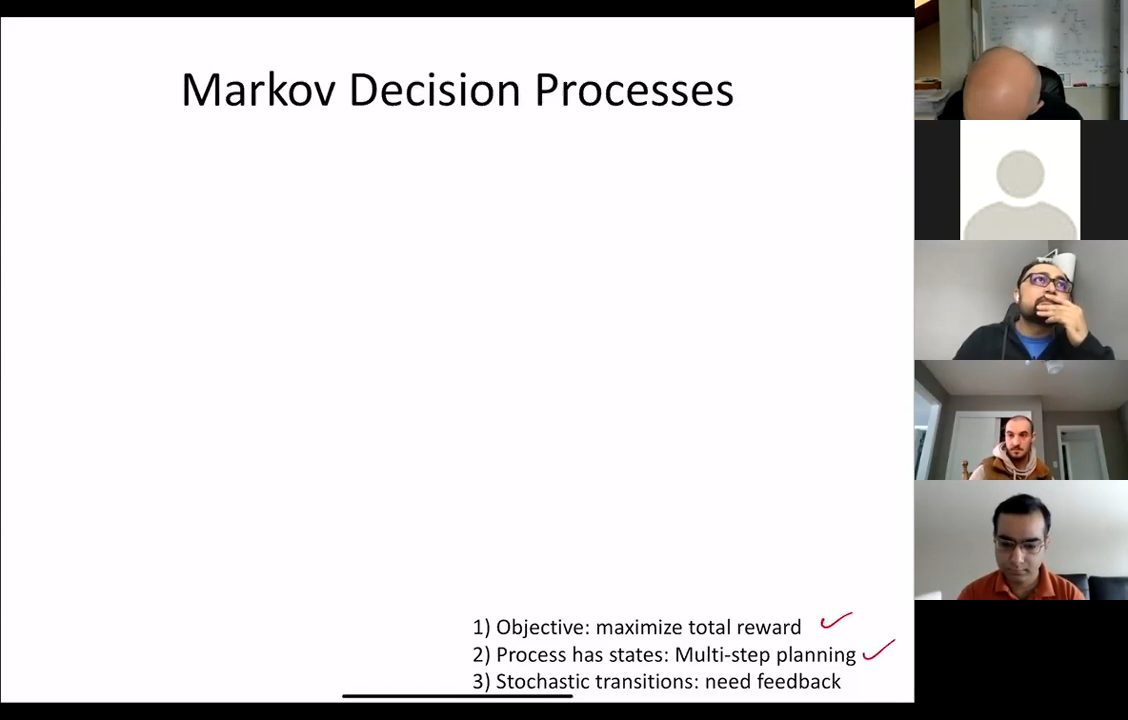 Markov Decision Processes
1) Objective: maximize total reward
2) Process has states: Multi-step planning
3) Stochastic transitions: need feedback